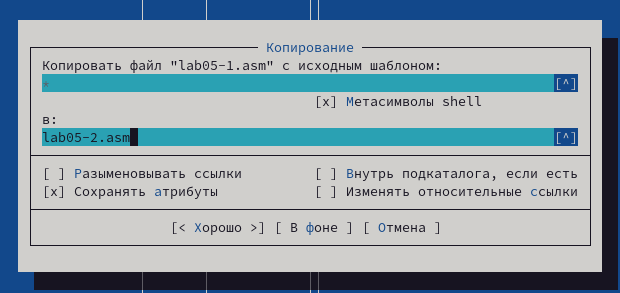 Копирование
Копировать файл "lab05-1.asm" с исходным шаблоном:
* [^]
[x] Метасимволы shell
в:
lab05-2.asm [^]
[ ] Разыменовывать ссылки [ ] Внутрь подкаталога, если есть
[x] Сохранять атрибуты [ ] Изменять относительные ссылки
[< Хорошо >] [ В фоне ] [ Отмена ]